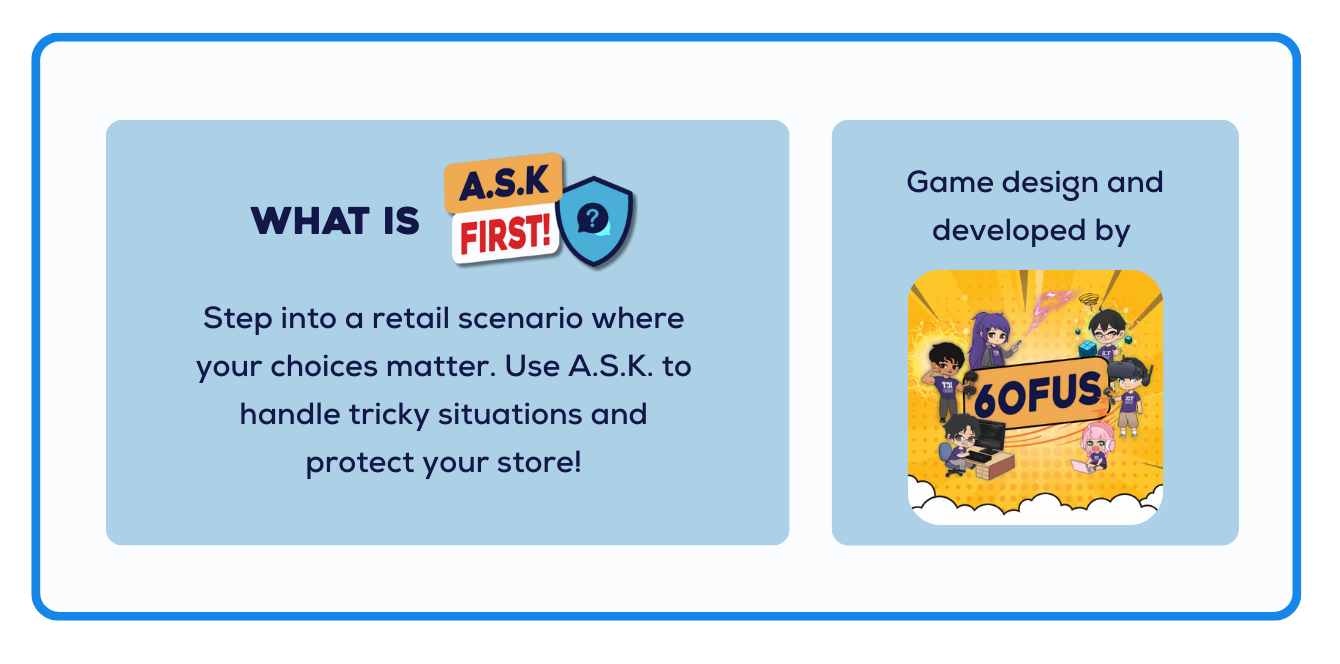 WHAT IS
A.S.K
FIRST!
?
Step into a retail scenario where
your choices matter. Use A.S.K. to
handle tricky situations and
protect your store!
Game design and
developed by
6OFUS